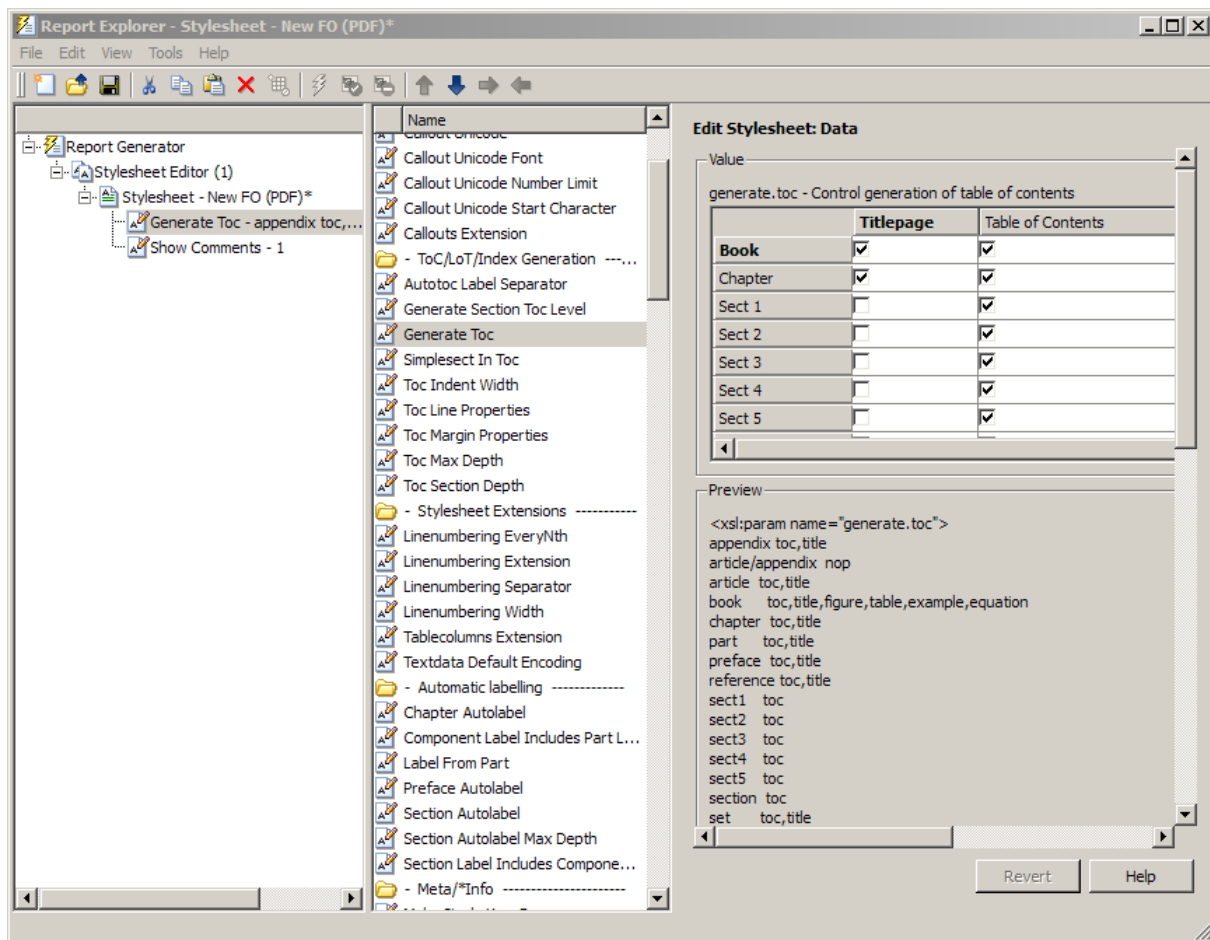 Report Explorer - Stylesheet - New FO (PDF)*
File Edit View Tools Help
Report Generator
Stylesheet Editor (1)
Stylesheet - New FO (PDF)*
Generate Toc - appendix toc,...
Show Comments - 1
Name
Callout Unicode
Callout Unicode Font
Callout Unicode Number Limit
Callout Unicode Start Character
Callouts Extension
- ToC/LoT/Index Generation ---...
Autotoc Label Separator
Generate Section Toc Level
Generate Toc
Simplesect In Toc
Toc Indent Width
Toc Line Properties
Toc Margin Properties
Toc Max Depth
Toc Section Depth
- Stylesheet Extensions -----------
Linenumbering EveryNth
Linenumbering Extension
Linenumbering Separator
Linenumbering Width
Tablecolumns Extension
Textdata Default Encoding
- Automatic labelling -------------
Chapter Autolabel
Component Label Includes Part L...
Label From Part
Preface Autolabel
Section Autolabel
Section Autolabel Max Depth
Section Label Includes Compone...
- Meta/*Info ----------------------
Edit Stylesheet: Data
Value
generate.toc - Control generation of table of contents
Titlepage Table of Contents
Book
Chapter
Sect 1
Sect 2
Sect 3
Sect 4
Sect 5
Preview
<xsl:param name="generate.toc">
appendix toc,title
article/appendix nop
article toc,title
book toc,title,figure,table,example,equation
chapter toc,title
part toc,title
preface toc,title
reference toc,title
sect1 toc
sect2 toc
sect3 toc
sect4 toc
sect5 toc
section toc
set toc,title
Revert Help